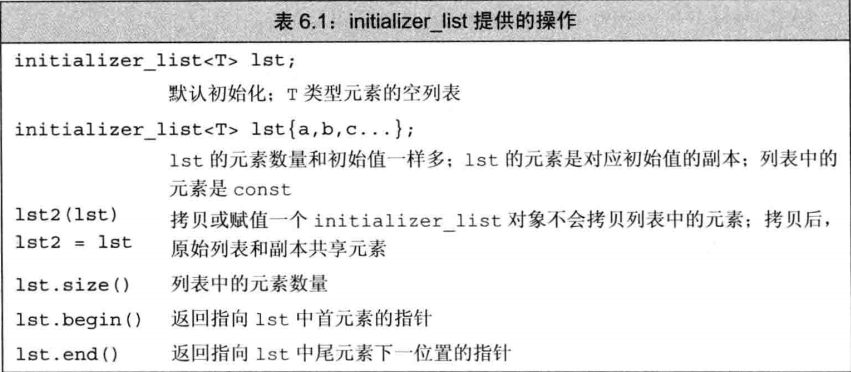 表 6.1：initializer_list 提供的操作
initializer_list<T> lst;
默认初始化；T 类型元素的空列表
initializer_list<T> lst{a,b,c...};
lst 的元素数量和初始值一样多；lst 的元素是对应初始值的副本；列表中的
元素是 const
lst2(lst) 拷贝或赋值一个 initializer_list 对象不会拷贝列表中的元素；拷贝后，
lst2 = lst 原始列表和副本共享元素
lst.size() 列表中的元素数量
lst.begin() 返回指向 lst 中首元素的指针
lst.end() 返回指向 lst 中尾元素下一位置的指针